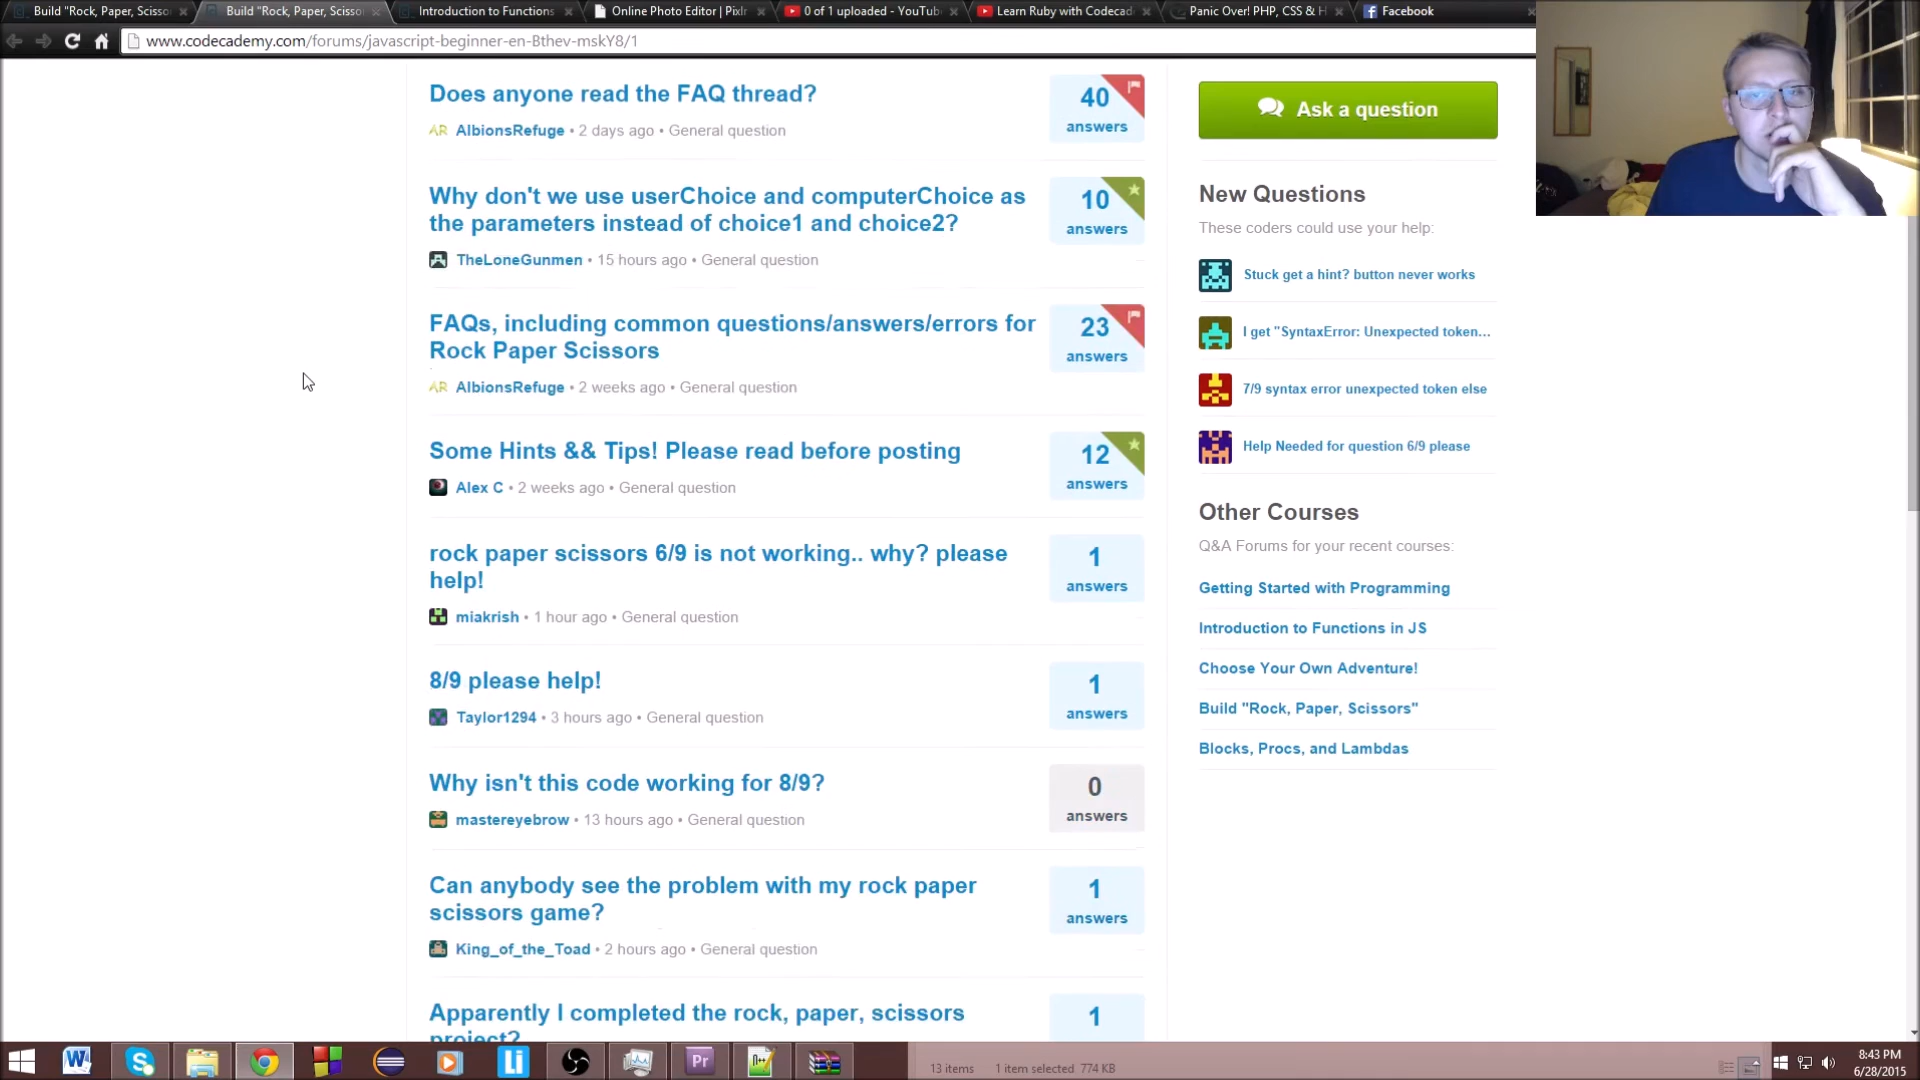 Build "Rock, Paper, Scisso
Build "Rock, Paper, Scisso
Introduction to Functions
Online Photo Editor | Pixlr
0 of 1 uploaded - YouTub
Learn Ruby with Codecad
Panic Over! PHP, CSS & H
Facebook
www.codecademy.com/forums/javascript-beginner-en-Bthev-mskY8/1
Does anyone read the FAQ thread?
AR AlbionsRefuge • 2 days ago • General question
40
answers
Why don't we use userChoice and computerChoice as
the parameters instead of choice1 and choice2?
TheLoneGunmen • 15 hours ago • General question
10
answers
FAQs, including common questions/answers/errors for
Rock Paper Scissors
AR AlbionsRefuge • 2 weeks ago • General question
23
answers
Some Hints && Tips! Please read before posting
Alex C • 2 weeks ago • General question
12
answers
rock paper scissors 6/9 is not working.. why? please
help!
miakrish • 1 hour ago • General question
1
answers
8/9 please help!
Taylor1294 • 3 hours ago • General question
1
answers
Why isn't this code working for 8/9?
mastereyebrow • 13 hours ago • General question
0
answers
Can anybody see the problem with my rock paper
scissors game?
King_of_the_Toad • 2 hours ago • General question
1
answers
Apparently I completed the rock, paper, scissors
project?
1
Ask a question
New Questions
These coders could use your help:
Stuck get a hint? button never works
I get "SyntaxError: Unexpected token...
7/9 syntax error unexpected token else
Help Needed for question 6/9 please
Other Courses
Q&A Forums for your recent courses:
Getting Started with Programming
Introduction to Functions in JS
Choose Your Own Adventure!
Build "Rock, Paper, Scissors"
Blocks, Procs, and Lambdas
13 items 1 item selected 774 KB
8:43 PM
6/28/2015